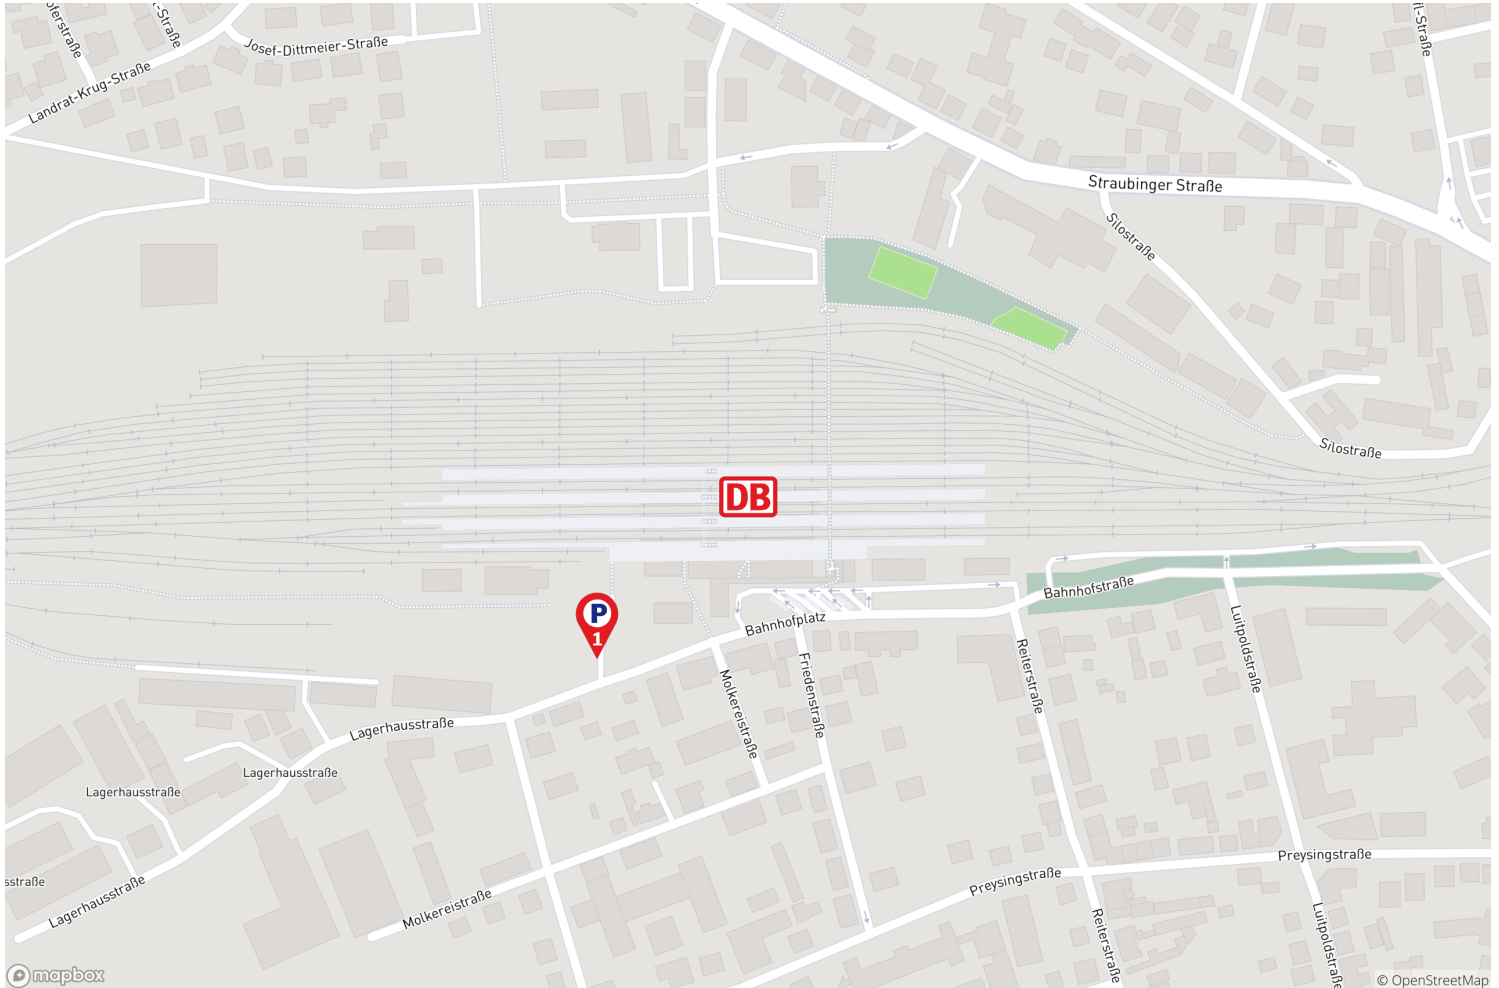 Josef-Dittmeier-Straße
Landrat-Krug-Straße
Straubinger Straße
Silostraße
Silostraße
DB
P
1
Bahnhofstraße
Bahnhofplatz
Luitpoldstraße
Reiterstraße
Friedenstraße
Molkereistraße
Lagerhausstraße
Lagerhausstraße
Lagerhausstraße
Preysingstraße
Preysingstraße
sstraße
Lagerhausstraße
Molkereistraße
Reiterstraße
Luitpoldstraße
mapbox
© OpenStreetMap